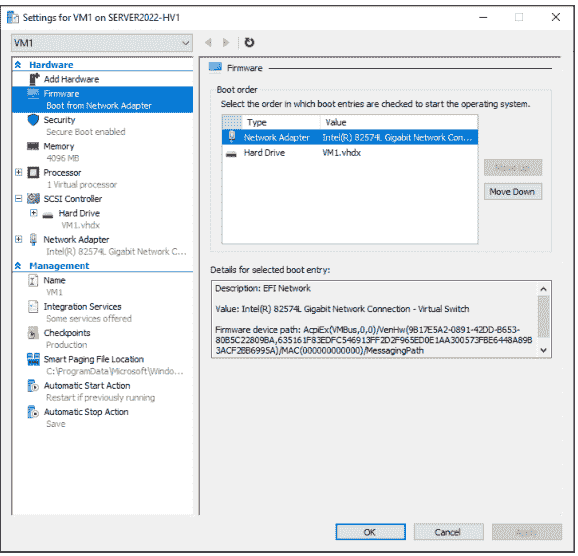 Settings for VM1 on SERVER2022-HV1
VM1
Hardware
Add Hardware
Firmware
Boot from Network Adapter
Security
Secure Boot enabled
Memory
4096 MB
Processor
1 Virtual processor
SCSI Controller
Hard Drive
VM1.vhdx
Network Adapter
Intel(R) 82574L Gigabit Network C...
Management
Name
VM1
Integration Services
Some services offered
Checkpoints
Production
Smart Paging File Location
C:\ProgramData\Microsoft\Windo...
Automatic Start Action
Restart if previously running
Automatic Stop Action
Save
Firmware
Boot order
Select the order in which boot entries are checked to start the operating system.
Type Value
Network Adapter Intel(R) 82574L Gigabit Network Con...
Hard Drive VM1.vhdx
Move Up
Move Down
Details for selected boot entry:
Description: EFI Network
Value: Intel(R) 82574L Gigabit Network Connection - Virtual Switch
Firmware device path: AcpiEx(VMBus,0,0)/VenHw(9B17E5A2-0891-42DD-B653-
80B5C22809BA,635161F83EDFC546913FF2D2F965ED0E1AA300573FBE6448A89B
3ACF2BB6995A)/MAC(000000000000)/MessagingPath
OK Cancel Apply